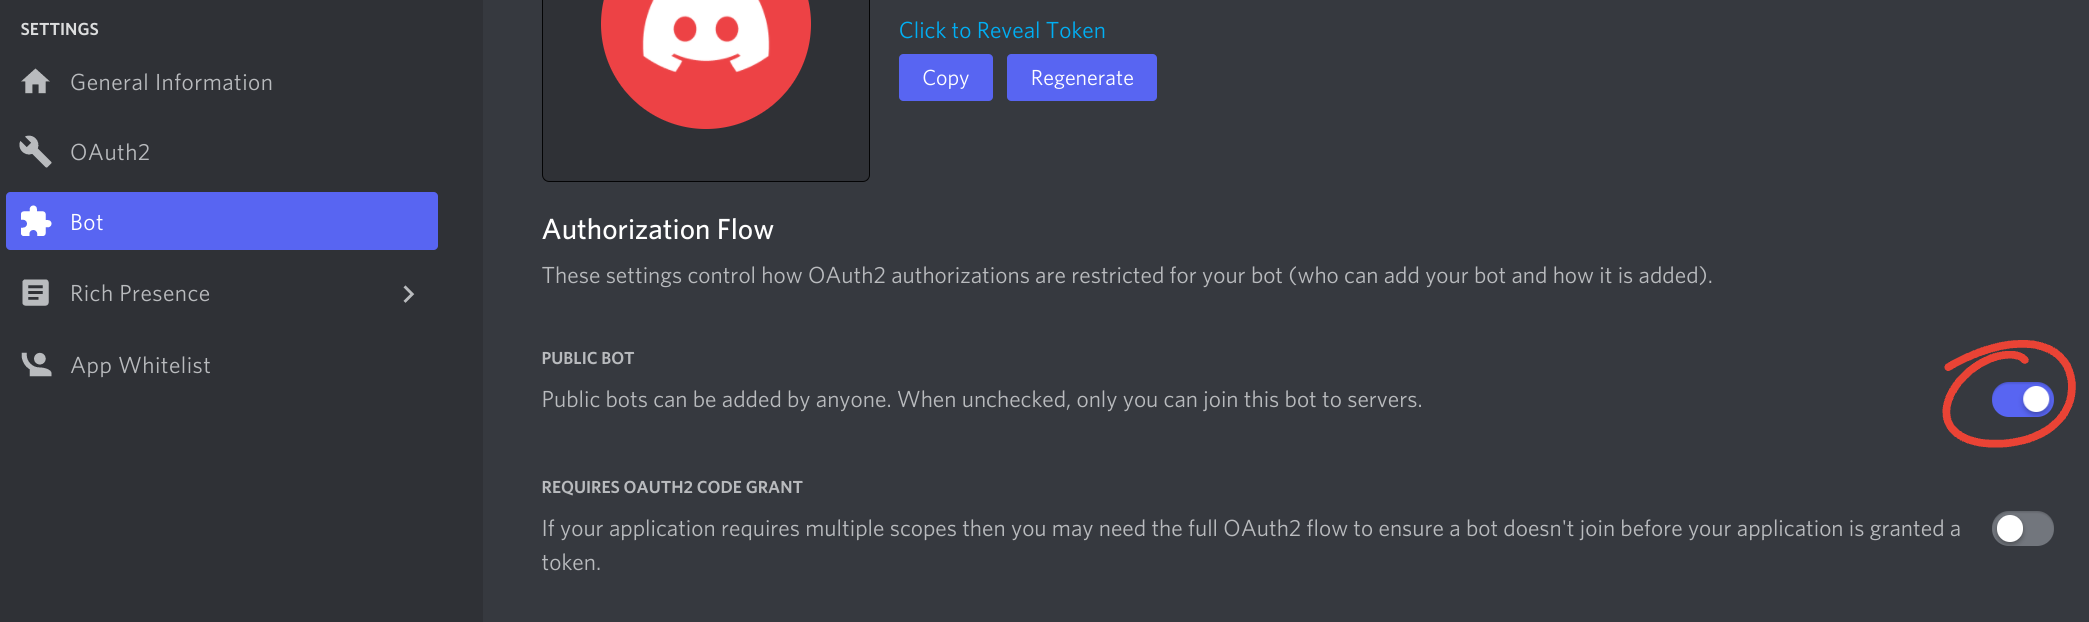 SETTINGS
General Information
OAuth2
Bot
Rich Presence
App Whitelist
Click to Reveal Token
Copy
Regenerate
Authorization Flow
These settings control how OAuth2 authorizations are restricted for your bot (who can add your bot and how it is added).
PUBLIC BOT
Public bots can be added by anyone. When unchecked, only you can join this bot to servers.
REQUIRES OAUTH2 CODE GRANT
If your application requires multiple scopes then you may need the full OAuth2 flow to ensure a bot doesn't join before your application is granted a
token.